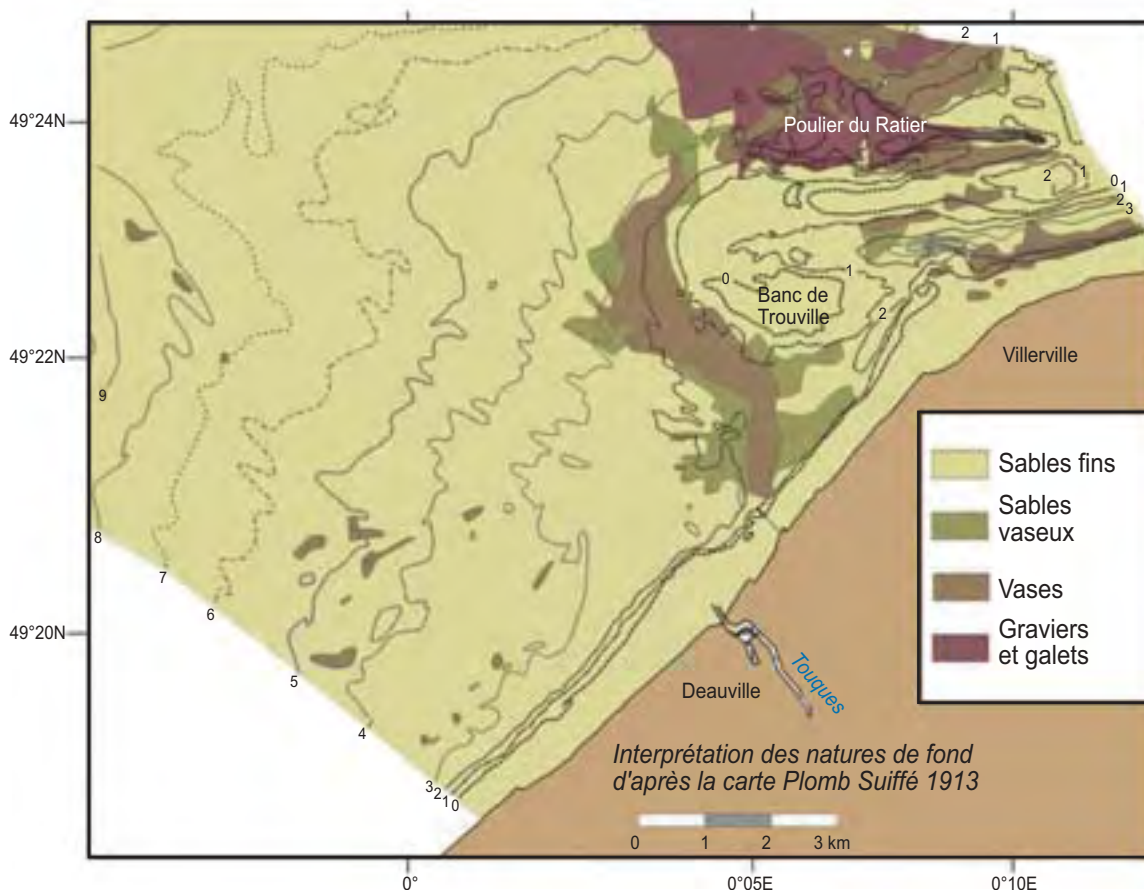 2
1
49°24'N
Poulier du Ratier
2
1
0
1
2
3
0
1
Banc de
Trouville
2
49°22'N
Villerville
9
Sables fins
Sables
vaseux
8
7
Vases
6
49°20'N
Graviers
et galets
5
Touques
Deauville
4
Interprétation des natures de fond
d'après la carte Plomb Suiffé 1913
3
2
1
0
0 1 2 3 km
0° 0°05E 0°10E